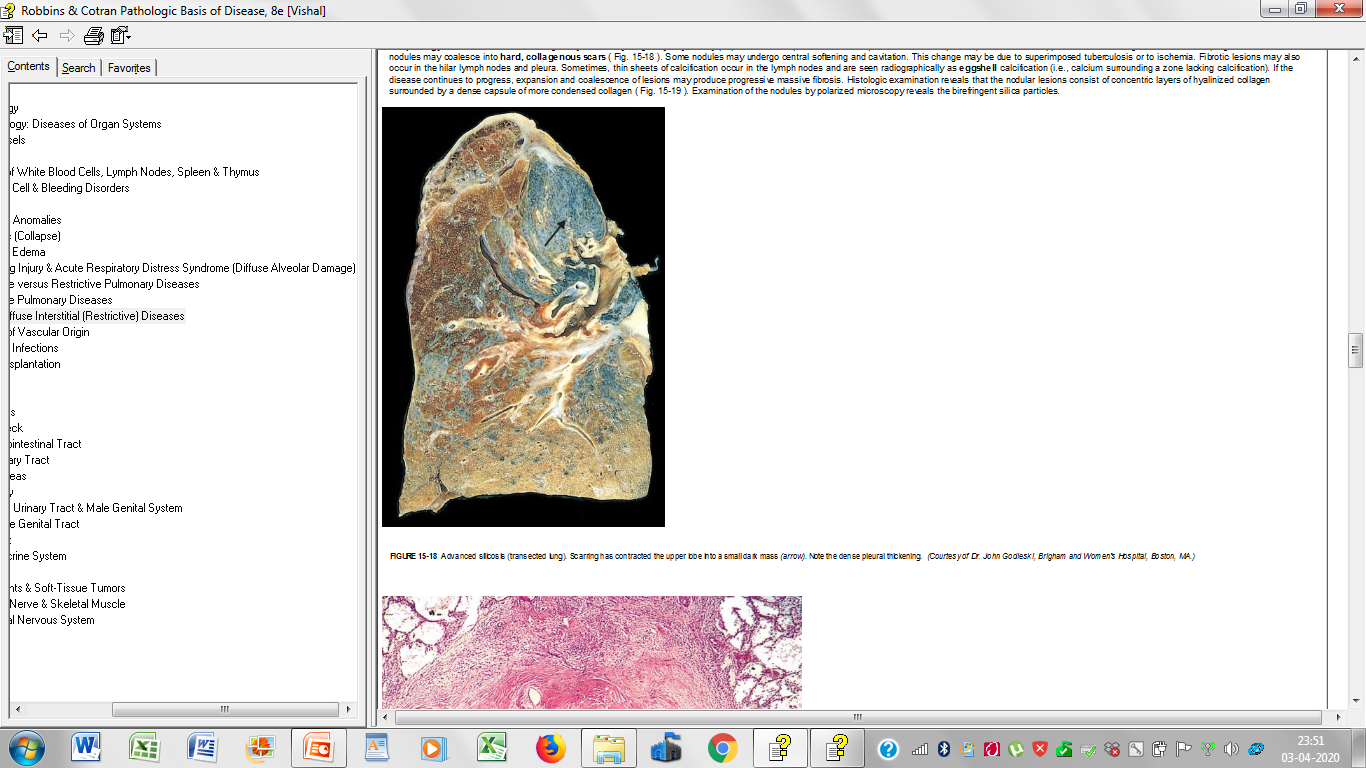 Robbins & Cotran Pathologic Basis of Disease, 8e [Vishal]
Contents Search Favorites
gy
ogy: Diseases of Organ Systems
sels
of White Blood Cells, Lymph Nodes, Spleen & Thymus
Cell & Bleeding Disorders
Anomalies
s (Collapse)
Edema
g Injury & Acute Respiratory Distress Syndrome (Diffuse Alveolar Damage)
e versus Restrictive Pulmonary Diseases
e Pulmonary Diseases
ffuse Interstitial (Restrictive) Diseases
of Vascular Origin
Infections
splantation
s
eck
ointestinal Tract
ary Tract
eas
y
Urinary Tract & Male Genital System
e Genital Tract
t
crine System
nts & Soft-Tissue Tumors
Nerve & Skeletal Muscle
al Nervous System
nodules may coalesce into hard, collagenous scars ( Fig. 15-18 ). Some nodules may undergo central softening and cavitation. This change may be due to superimposed tuberculosis or to ischemia. Fibrotic lesions may also
occur in the hilar lymph nodes and pleura. Sometimes, thin sheets of calcification occur in the lymph nodes and are seen radiographically as eggshell calcification (i.e., calcium surrounding a zone lacking calcification). If the
disease continues to progress, expansion and coalescence of lesions may produce progressive massive fibrosis. Histologic examination reveals that the nodular lesions consist of concentric layers of hyalinized collagen
surrounded by a dense capsule of more condensed collagen ( Fig. 15-19 ). Examination of the nodules by polarized microscopy reveals the birefringent silica particles.
FIGURE 15-18 Advanced silicosis (transected lung). Scarring has contracted the upper lobe into a small dark mass (arrow). Note the dense pleural thickening. (Courtesy of Dr. John Godleski, Brigham and Women's Hospital, Boston, MA.)
23:51
03-04-2020